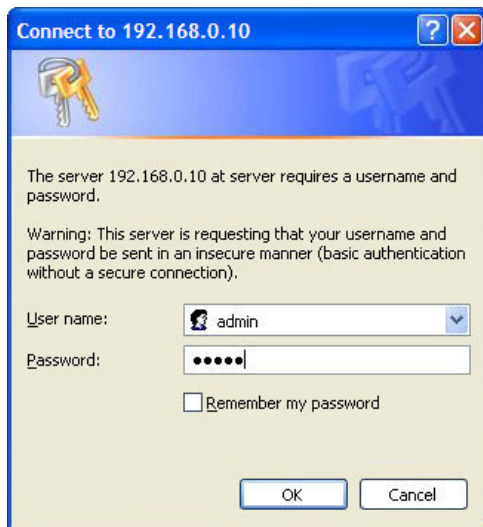 Connect to 192.168.0.10
The server 192.168.0.10 at server requires a username and
password.
Warning: This server is requesting that your username and
password be sent in an insecure manner (basic authentication
without a secure connection).
User name:
admin
Password:
•••••
Remember my password
OK
Cancel